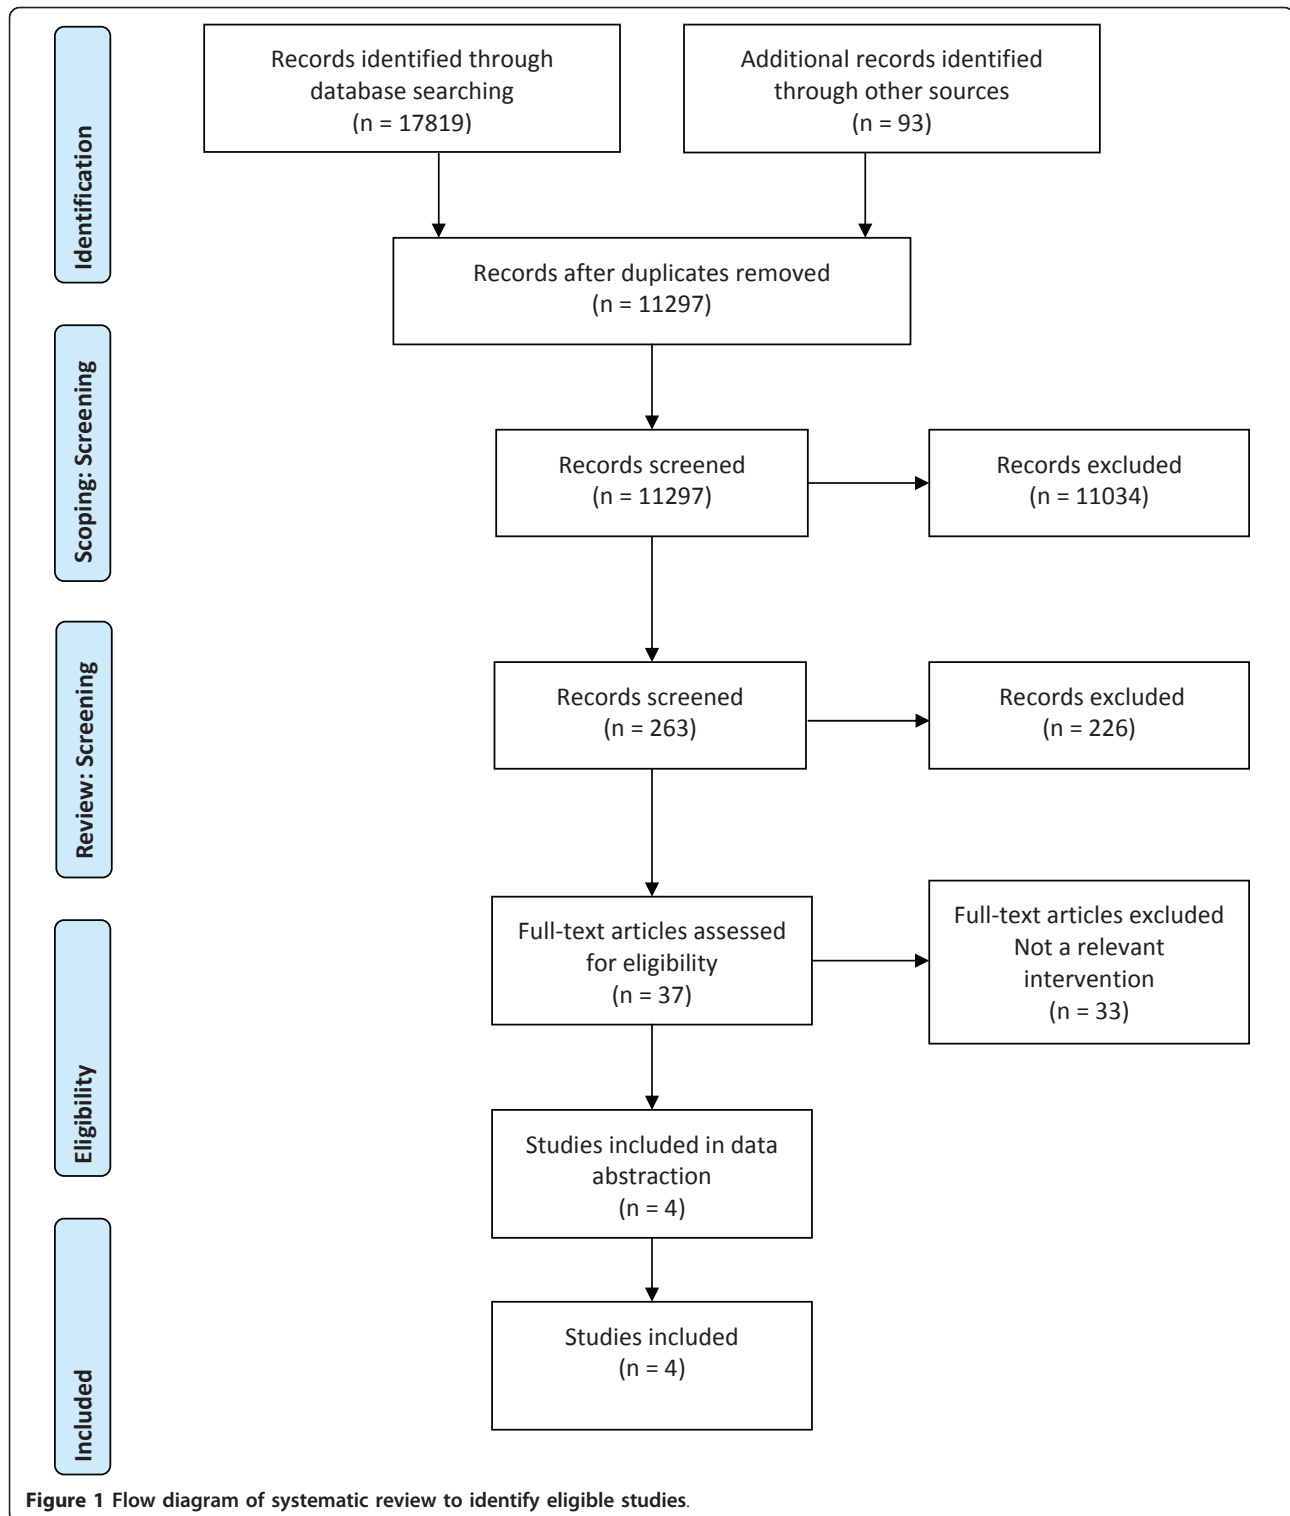 Identification
Records identified through
database searching
(n = 17819)
Additional records identified
through other sources
(n = 93)
Records after duplicates removed
(n = 11297)
Scoping: Screening
Records screened
(n = 11297)
Records excluded
(n = 11034)
Review: Screening
Records screened
(n = 263)
Records excluded
(n = 226)
Eligibility
Full-text articles assessed
for eligibility
(n = 37)
Full-text articles excluded
Not a relevant
intervention
(n = 33)
Studies included in data
abstraction
(n = 4)
Included
Studies included
(n = 4)
Figure 1 Flow diagram of systematic review to identify eligible studies.